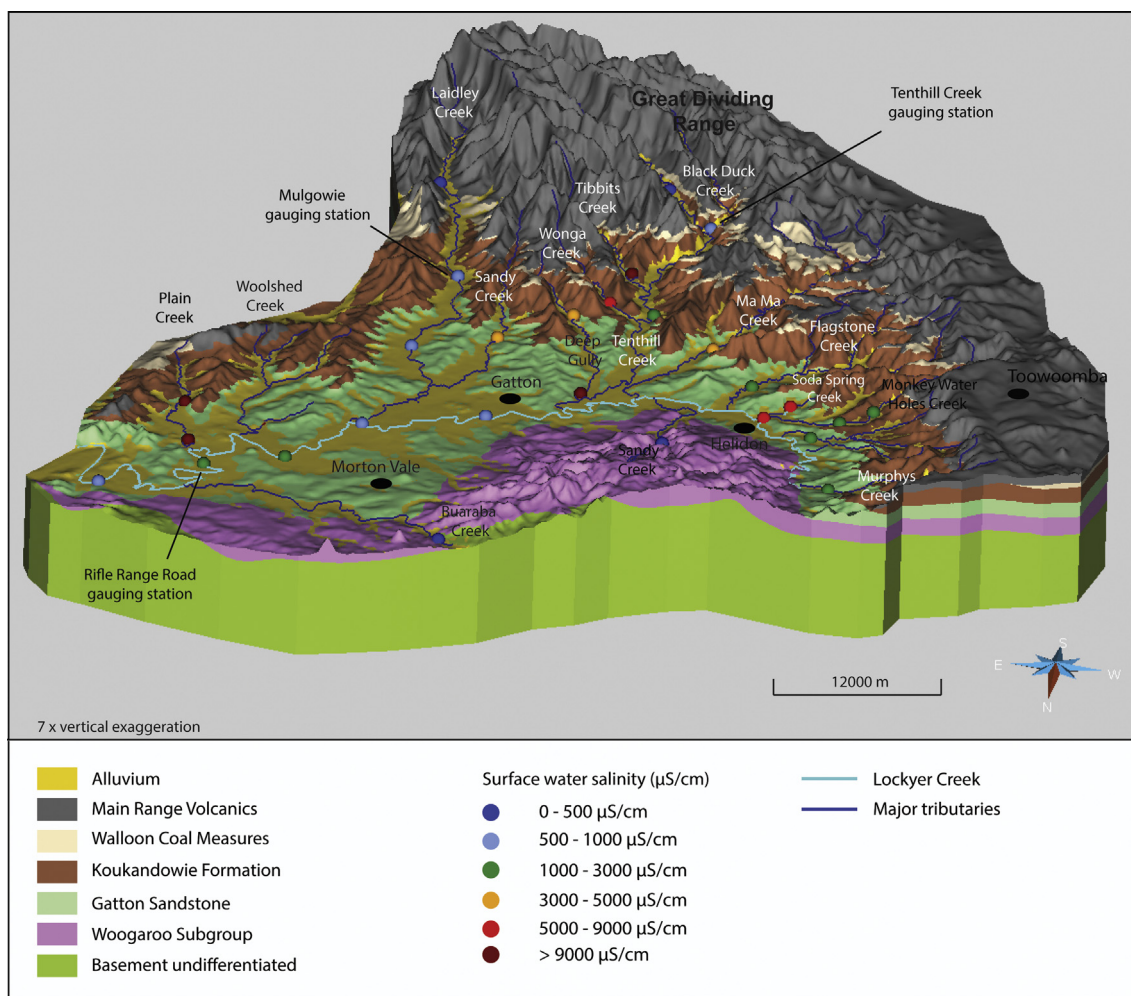 Laidley
Creek
Great Dividing
Range
Tenthill Creek
gauging station
Mulgowie
gauging station
Black Duck
Creek
Tibbits
Creek
Wonga
Creek
Sandy
Creek
Plain
Creek
Woolshed
Creek
Ma Ma
Creek
Flagstone
Creek
Deep
Gully
Tenthill
Creek
Soda Spring
Creek
Monkey Water
Holes Creek
Toowoomba
Gatton
Helidon
Sandy
Creek
Morton Vale
Murphys
Creek
Buaraba
Creek
Rifle Range Road
gauging station
S
E
W
N
12000 m
7 x vertical exaggeration
Alluvium
Main Range Volcanics
Walloon Coal Measures
Koukandowie Formation
Gatton Sandstone
Woogaroo Subgroup
Basement undifferentiated
Surface water salinity (µS/cm)
0 - 500 µS/cm
500 - 1000 µS/cm
1000 - 3000 µS/cm
3000 - 5000 µS/cm
5000 - 9000 µS/cm
> 9000 µS/cm
Lockyer Creek
Major tributaries